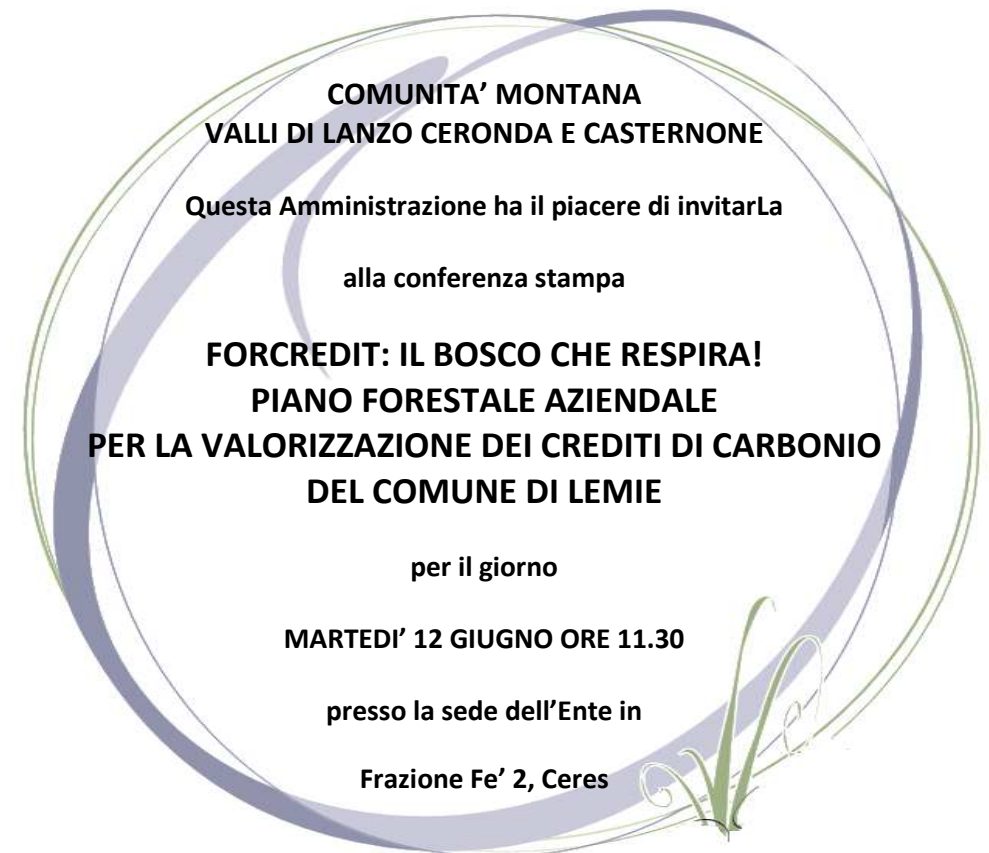 COMUNITA’ MONTANA
VALLI DI LANZO CERONDA E CASTERNONE
Questa Amministrazione ha il piacere di invitarLa
alla conferenza stampa
FORCREDIT: IL BOSCO CHE RESPIRA!
PIANO FORESTALE AZIENDALE
PER LA VALORIZZAZIONE DEI CREDITI DI CARBONIO
DEL COMUNE DI LEMIE
per il giorno
MARTEDI’ 12 GIUGNO ORE 11.30
presso la sede dell’Ente in
Frazione Fe’ 2, Ceres